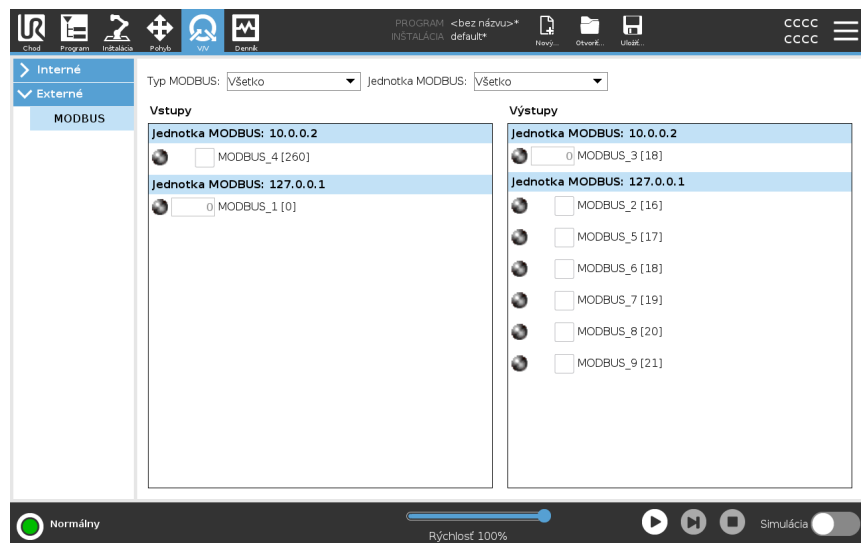 PROGRAM <bez názvu>*
INŠTALÁCIA default*
Chod Program Inštalácia Pohyb V/V Denník Nový... Otvoriť... Uložiť...
CCCC
CCCC
Interné
Externé
MODBUS
Typ MODBUS: Všetko Jednotka MODBUS: Všetko
Vstupy
Jednotka MODBUS: 10.0.0.2
MODBUS_4 [260]
Jednotka MODBUS: 127.0.0.1
0 MODBUS_1 [0]
Výstupy
Jednotka MODBUS: 10.0.0.2
0 MODBUS_3 [18]
Jednotka MODBUS: 127.0.0.1
MODBUS_2 [16]
MODBUS_5 [17]
MODBUS_6 [18]
MODBUS_7 [19]
MODBUS_8 [20]
MODBUS_9 [21]
Normálny
Rýchlosť 100%
Simulácia